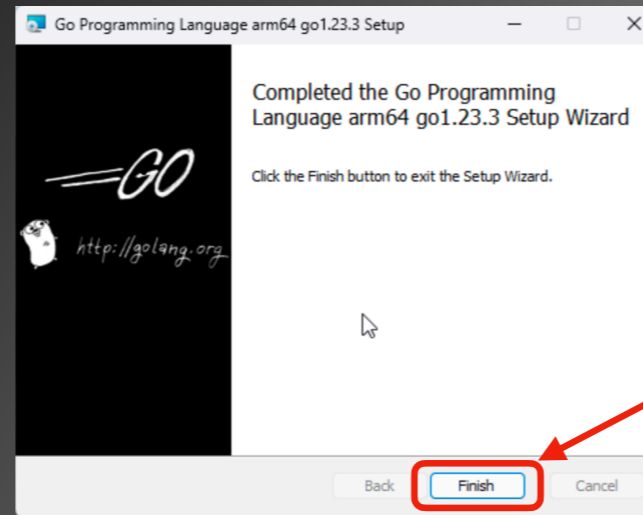 Go Programming Language arm64 go1.23.3 Setup
Completed the Go Programming
Language arm64 go1.23.3 Setup Wizard
Click the Finish button to exit the Setup Wizard.
GO
http://golang.org
Back
Finish
Cancel